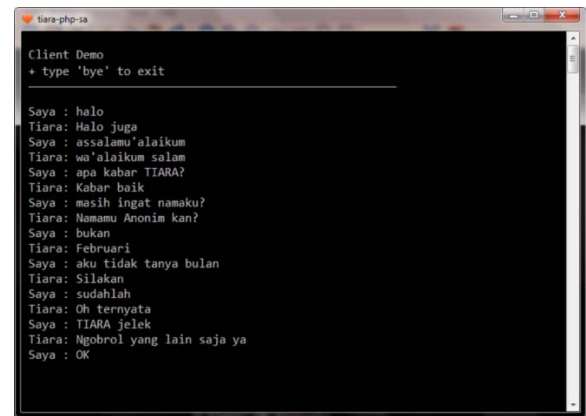 tiara-php-sa
Client Demo
+ type 'bye' to exit
Saya : halo
Tiara: Halo juga
Saya : assalamu'alaikum
Tiara: wa'alaikum salam
Saya : apa kabar TIARA?
Tiara: Kabar baik
Saya : masih ingat namaku?
Tiara: Namamu Anonim kan?
Saya : bukan
Tiara: Februari
Saya : aku tidak tanya bulan
Tiara: Silakan
Saya : sudahlah
Tiara: Oh ternyata
Saya : TIARA jelek
Tiara: Ngobrol yang lain saja ya
Saya : OK